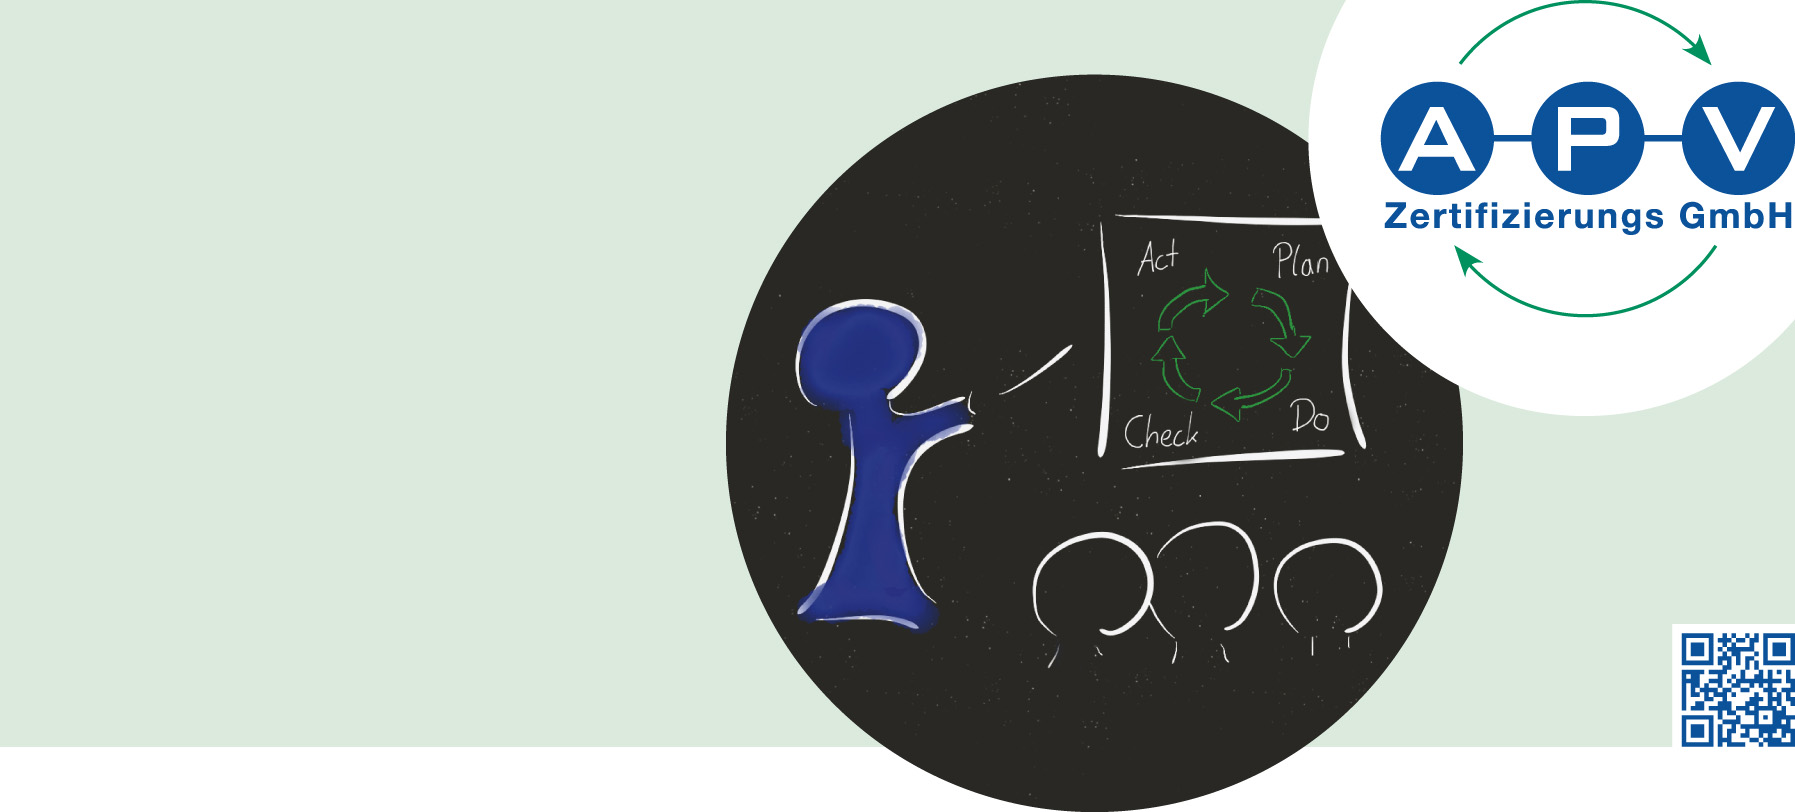 A-P-V
Zertifizierungs GmbH
Act
Plan
Check
Do